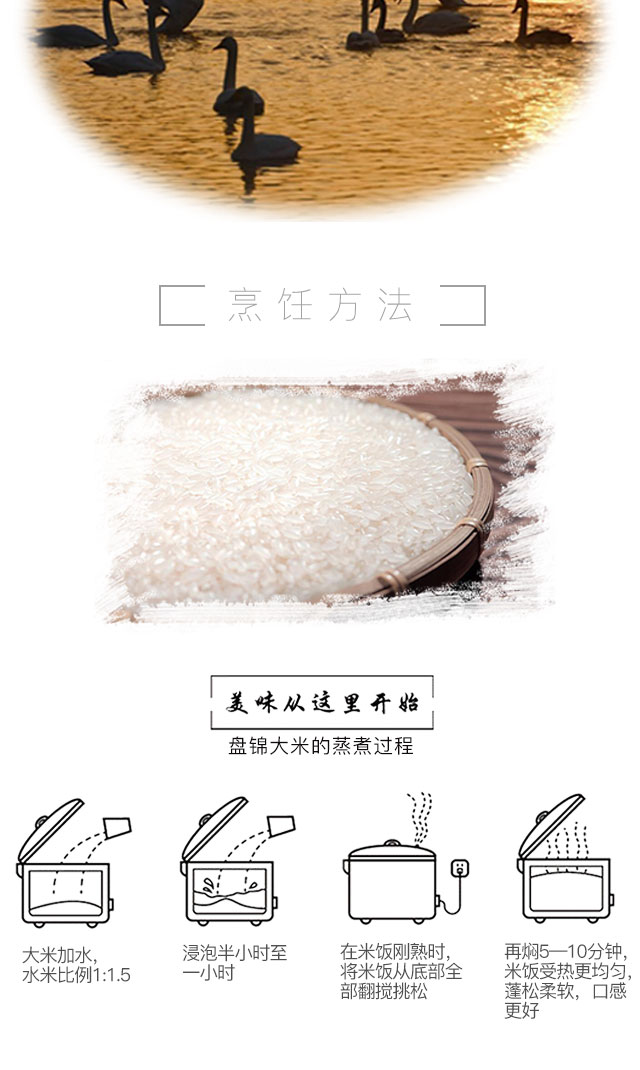 烹饪方法
美味从这里开始
盘锦大米的蒸煮过程
大米加水，
水米比例1:1.5
浸泡半小时至
一小时
在米饭刚熟时，
将米饭从底部全
部翻搅挑松
再焖5—10分钟，
米饭受热更均匀，
蓬松柔软，口感
更好